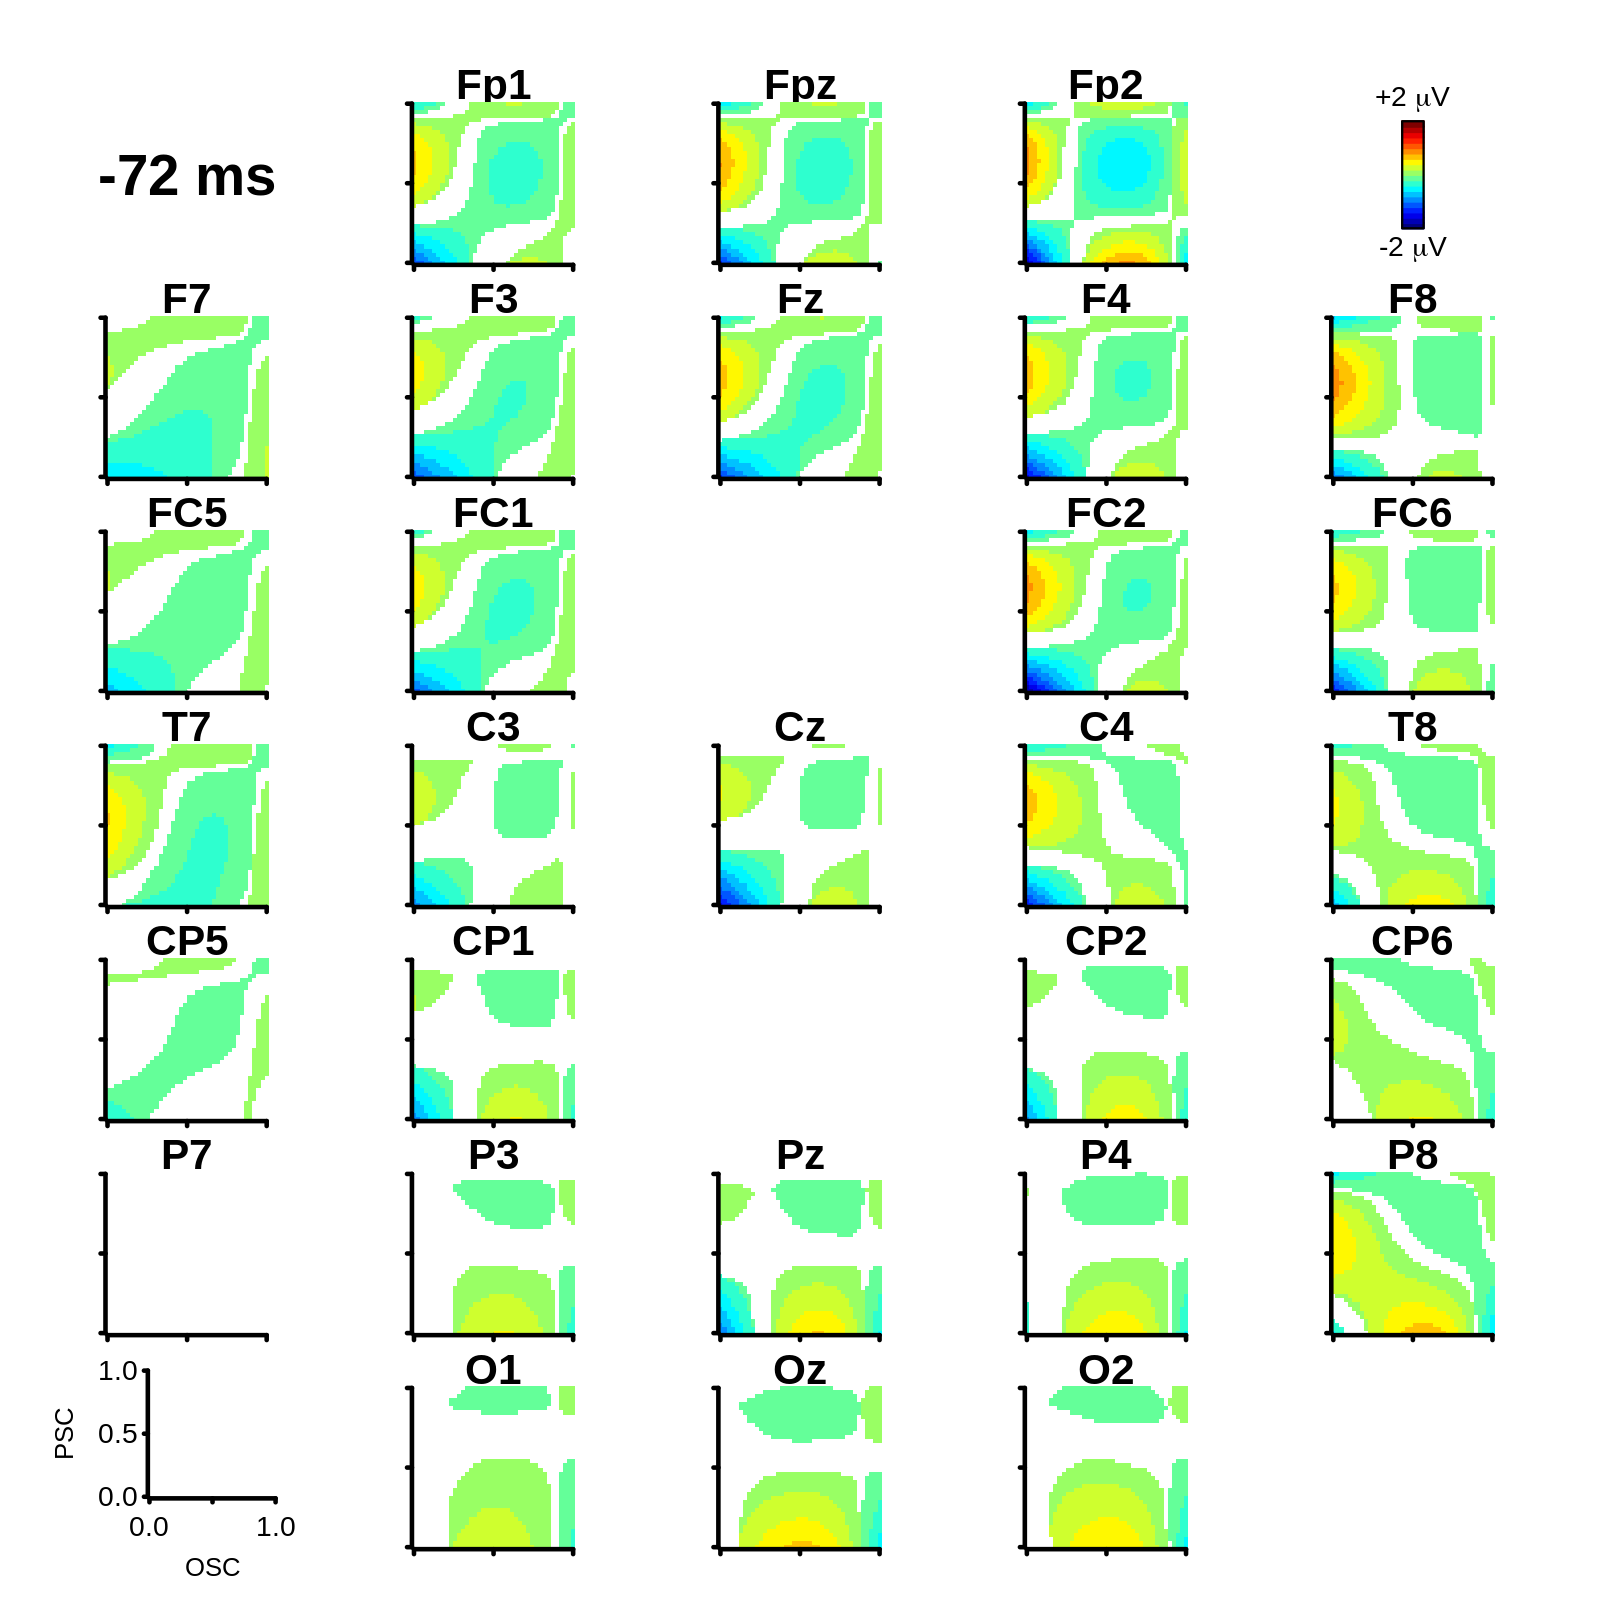 Fp1 Fpz Fp2
+2 μV
-72 ms
-2 μV
F7 F3 Fz F4 F8
FC5 FC1 FC2 FC6
T7 C3 Cz C4 T8
CP5 CP1 CP2 CP6
P7 P3 Pz P4 P8
O1 Oz O2
1.0
0.5
0.0
PSC
0.0 1.0
OSC